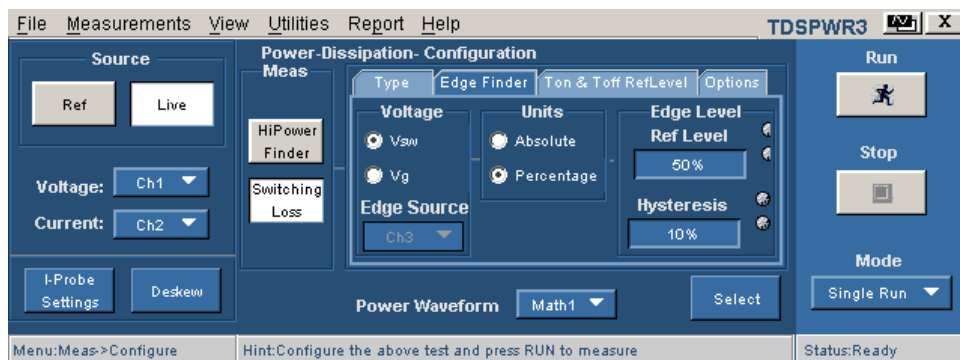 File Measurements View Utilities Report Help
TDSPWR3
X
Source
Ref
Live
Voltage:
Ch1
Current:
Ch2
I-Probe
Settings
Deskew
Power-Dissipation- Configuration
Meas
HiPower
Finder
Switching
Loss
Type
Edge Finder
Ton & Toff RefLevel
Options
Voltage
Vsw
Vg
Edge Source
Ch3
Units
Absolute
Percentage
Edge Level
Ref Level
50%
Hysteresis
10%
Power Waveform
Math1
Select
Run
Stop
Mode
Single Run
Menu:Meas->Configure
Hint:Configure the above test and press RUN to measure
Status:Ready